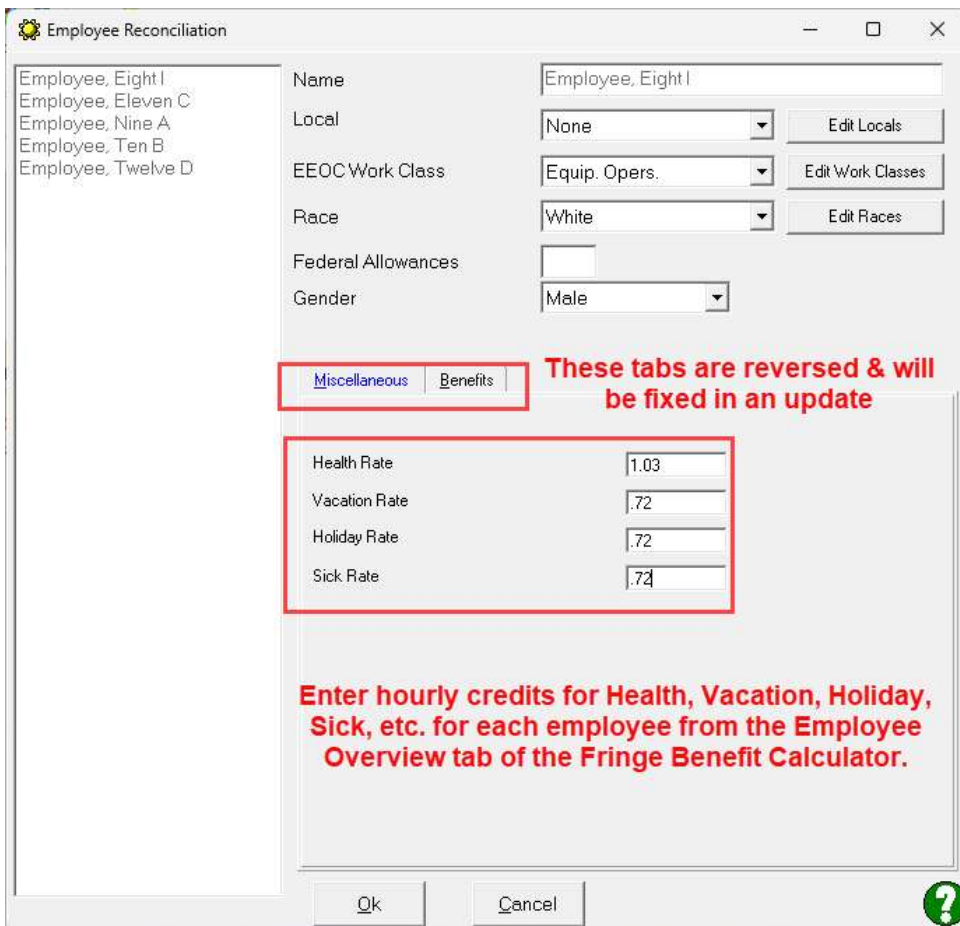 Employee Reconciliation
Employee, Eight I
Employee, Eleven C
Employee, Nine A
Employee, Ten B
Employee, Twelve D
Name
Employee, Eight I
Local
None
Edit Locals
EEOC Work Class
Equip. Opers.
Edit Work Classes
Race
White
Edit Races
Federal Allowances
Gender
Male
Miscellaneous
Benefits
These tabs are reversed & will
be fixed in an update
Health Rate
1.03
Vacation Rate
.72
Holiday Rate
.72
Sick Rate
.72
Enter hourly credits for Health, Vacation, Holiday,
Sick, etc. for each employee from the Employee
Overview tab of the Fringe Benefit Calculator.
Ok
Cancel
?